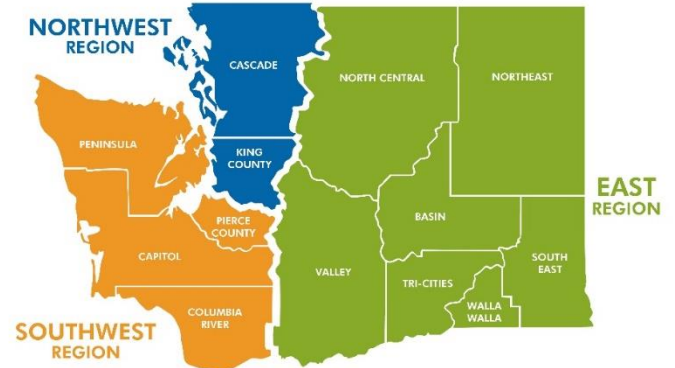 NORTHWEST
REGION
CASCADE
NORTH CENTRAL
NORTHEAST
PENINSULA
KING
COUNTY
EAST
REGION
PIERCE
COUNTY
BASIN
CAPITOL
VALLEY
SOUTH
EAST
TRI-CITIES
COLUMBIA
RIVER
WALLA
WALLA
SOUTHWEST
REGION